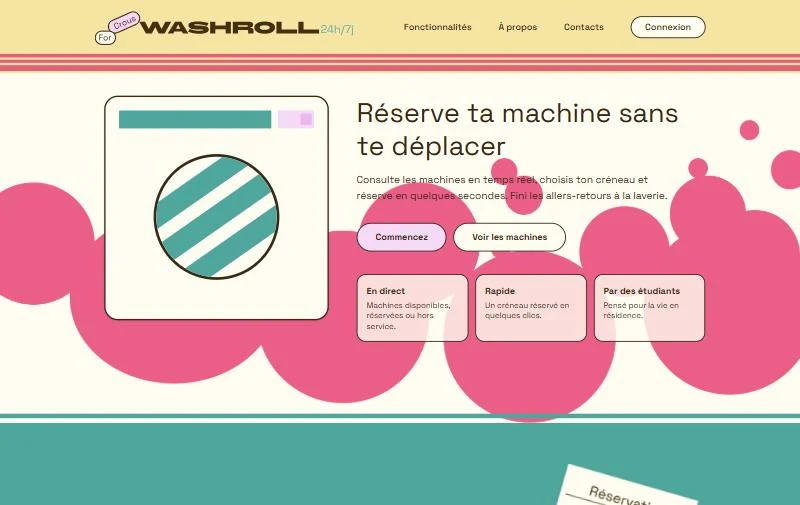 For Crous WASHROLL 24h/7j
Fonctionnalités À propos Contacts Connexion
Réserve ta machine sans
te déplacer
Consulte les machines en temps réel, choisis ton créneau et
réserve en quelques secondes. Fini les allers-retours à la laverie.
Commencez Voir les machines
En direct
Machines disponibles,
réservées ou hors
service.
Rapide
Un créneau réservé en
quelques clics.
Par des étudiants
Pensé pour la vie en
résidence.